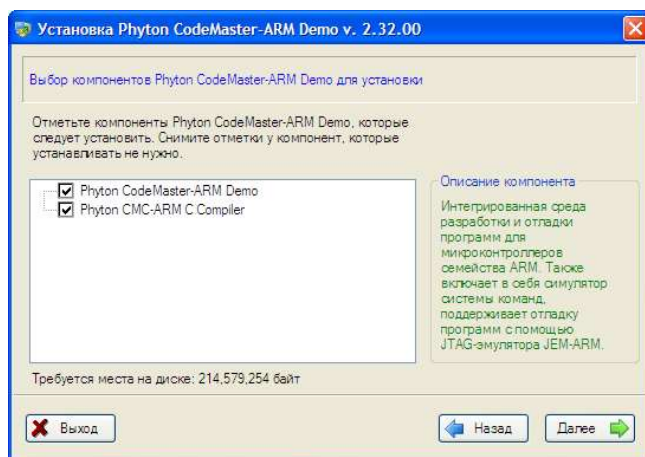 Установка Phyton CodeMaster-ARM Demo v. 2.32.00
Выбор компонентов Phyton CodeMaster-ARM Demo для установки
Отметьте компоненты Phyton CodeMaster-ARM Demo, которые
следует установить. Снимите отметки у компонент, которые
устанавливать не нужно.
Phyton CodeMaster-ARM Demo
Phyton CMC-ARM C Compiler
Описание компонента
Интегрированная среда
разработки и отладки
программ для
микроконтроллеров
семейства ARM. Также
включает в себя симулятор
системы команд,
поддерживает отладку
программ с помощью
JTAG-эмулятора JEM-ARM.
Требуется места на диске: 214,579,254 байт
Выход
Назад
Далее